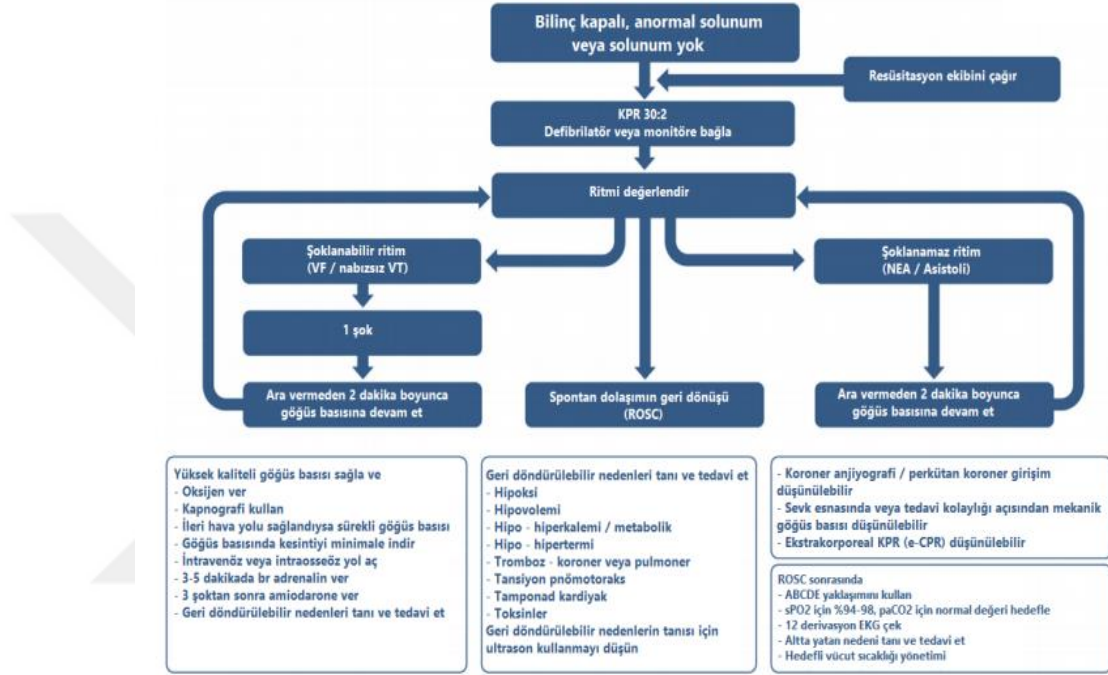 Bilinç kapalı, anormal solunum
veya solunum yok
Resüsitasyon ekibini çağır
KPR 30:2
Defibrilatör veya monitöre bağla
Ritmi değerlendir
Şoklanabilir ritim
(VF / nabızsız VT)
Şoklanamaz ritim
(NEA / Asistoli)
1 şok
Ara vermeden 2 dakika boyunca
göğüs basısına devam et
Spontan dolaşımın geri dönüşü
(ROSC)
Ara vermeden 2 dakika boyunca
göğüs basısına devam et
Yüksek kaliteli göğüs basısı sağla ve
- Oksijen ver
- Kapnografi kullan
- İleri hava yolu sağlandıysa sürekli göğüs basısı
- Göğüs basısında kesintiyi minimale indir
- İntravenöz veya intraosseöz yol aç
- 3-5 dakikada br adrenalin ver
- 3 şoktan sonra amiodarone ver
- Geri döndürülebilir nedenleri tanı ve tedavi et
Geri döndürülebilir nedenleri tanı ve tedavi et
- Hipoksi
- Hipovolemi
- Hipo - hiperkalemi / metabolik
- Hipo - hipertermi
- Tromboz - koroner veya pulmoner
- Tansiyon pnömotoraks
- Tamponad kardiyak
- Toksinler
Geri döndürülebilir nedenlerin tanısı için
ultrason kullanmayı düşün
- Koroner anjiyografi / perkütan koroner girişim
düşünülebilir
- Sevk esnasında veya tedavi kolaylığı açısından mekanik
göğüs basısı düşünülebilir
- Ekstrakorporeal KPR (e-CPR) düşünülebilir
ROSC sonrasında
- ABCDE yaklaşımını kullan
- sPO2 için %94-98, paCO2 için normal değeri hedefle
- 12 derivasyon EKG çek
- Altta yatan nedeni tanı ve tedavi et
- Hedefli vücut sıcaklığı yönetimi